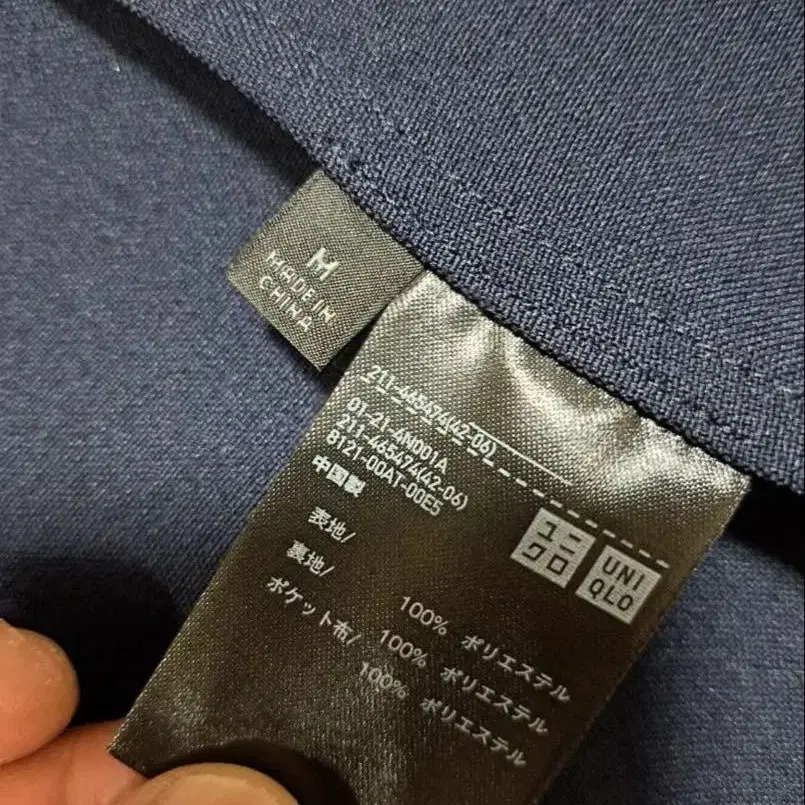 M
MADE IN
CHINA
211-465474(42-06)
01-21-4N001A
211-465474(42-06)
8121-00AT-00E5
中国製
ユニ
クロ
UNI
QLO
表地/ 100% ポリエステル
裏地/ 100% ポリエステル
ポケット布/ 100% ポリエステル